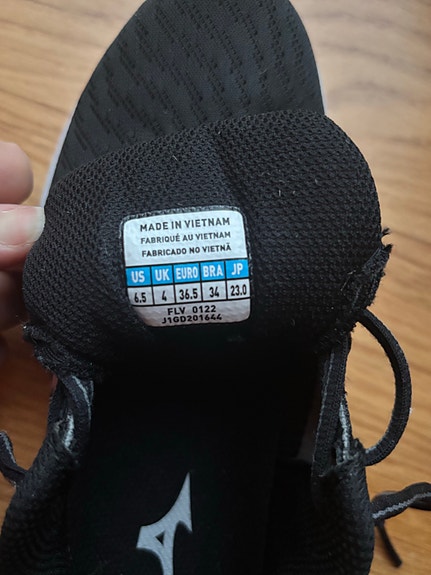 MADE IN VIETNAM
FABRIQUÉ AU VIETNAM
FABRICADO NO VIETNÃ
US UK EURO BRA JP
6.5 4 36.5 34 23.0
FLV 0122
J1GD201644